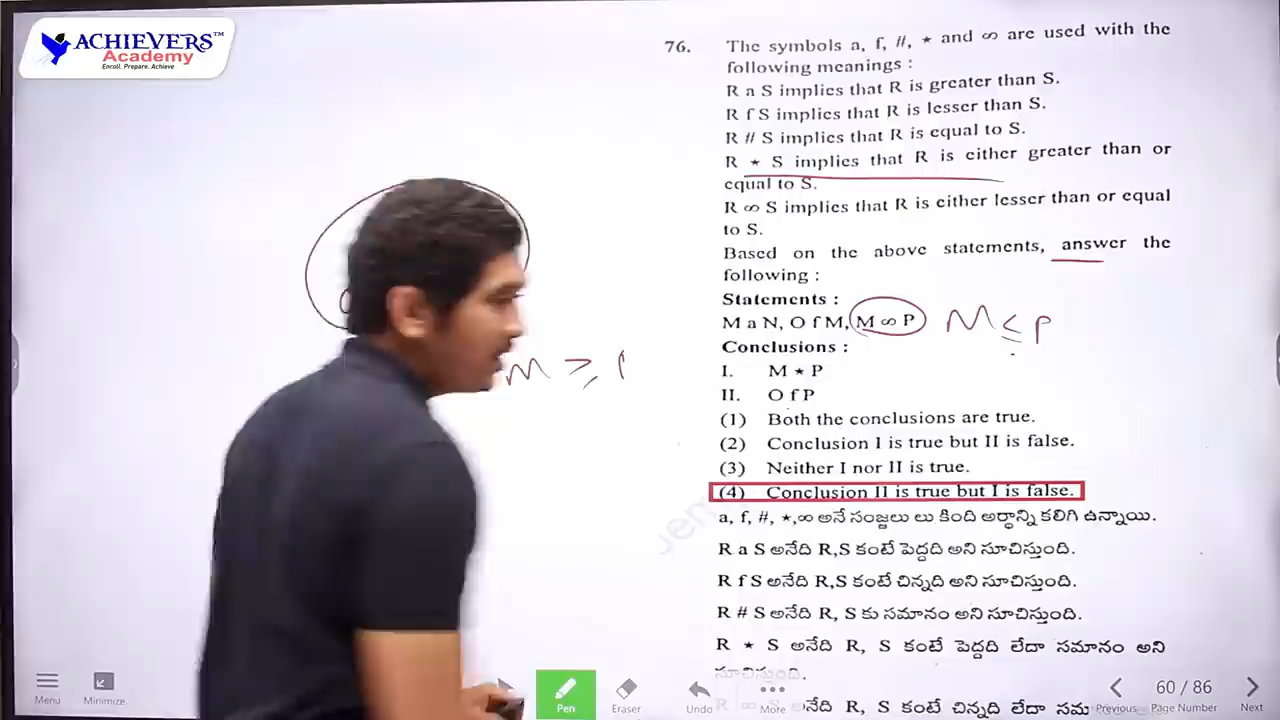 ACHIEVERS™
Academy
Enroll. Prepare. Achieve
76. The symbols a, f, #, ⋆ and ∞ are used with the
following meanings :
R a S implies that R is greater than S.
R f S implies that R is lesser than S.
R # S implies that R is equal to S.
R ⋆ S implies that R is either greater than or
equal to S.
R ∞ S implies that R is either lesser than or equal
to S.
Based on the above statements, answer the
following :
Statements :
M a N, O f M, M ∞ P M ≤ P
Conclusions :
I. M ⋆ P
M ≥
II. O f P
(1) Both the conclusions are true.
(2) Conclusion I is true but II is false.
(3) Neither I nor II is true.
(4) Conclusion II is true but I is false.
a, f, #, ⋆,∞ అనే సంజ్ఞలు లు కింది అర్థాన్ని కలిగి ఉన్నాయి.
R a S అనేది R,S కంటే పెద్దది అని సూచిస్తుంది.
R f S అనేది R,S కంటే చిన్నది అని సూచిస్తుంది.
R # S అనేది R, S కు సమానం అని సూచిస్తుంది.
R ⋆ S అనేది R, S కంటే పెద్దది లేదా సమానం అని
సూచిస్తుంది.
R ∞ S అనేది R, S కంటే చిన్నది లేదా
Menu Minimize Pen Eraser Undo More Previous 60 / 86 Page Number Next